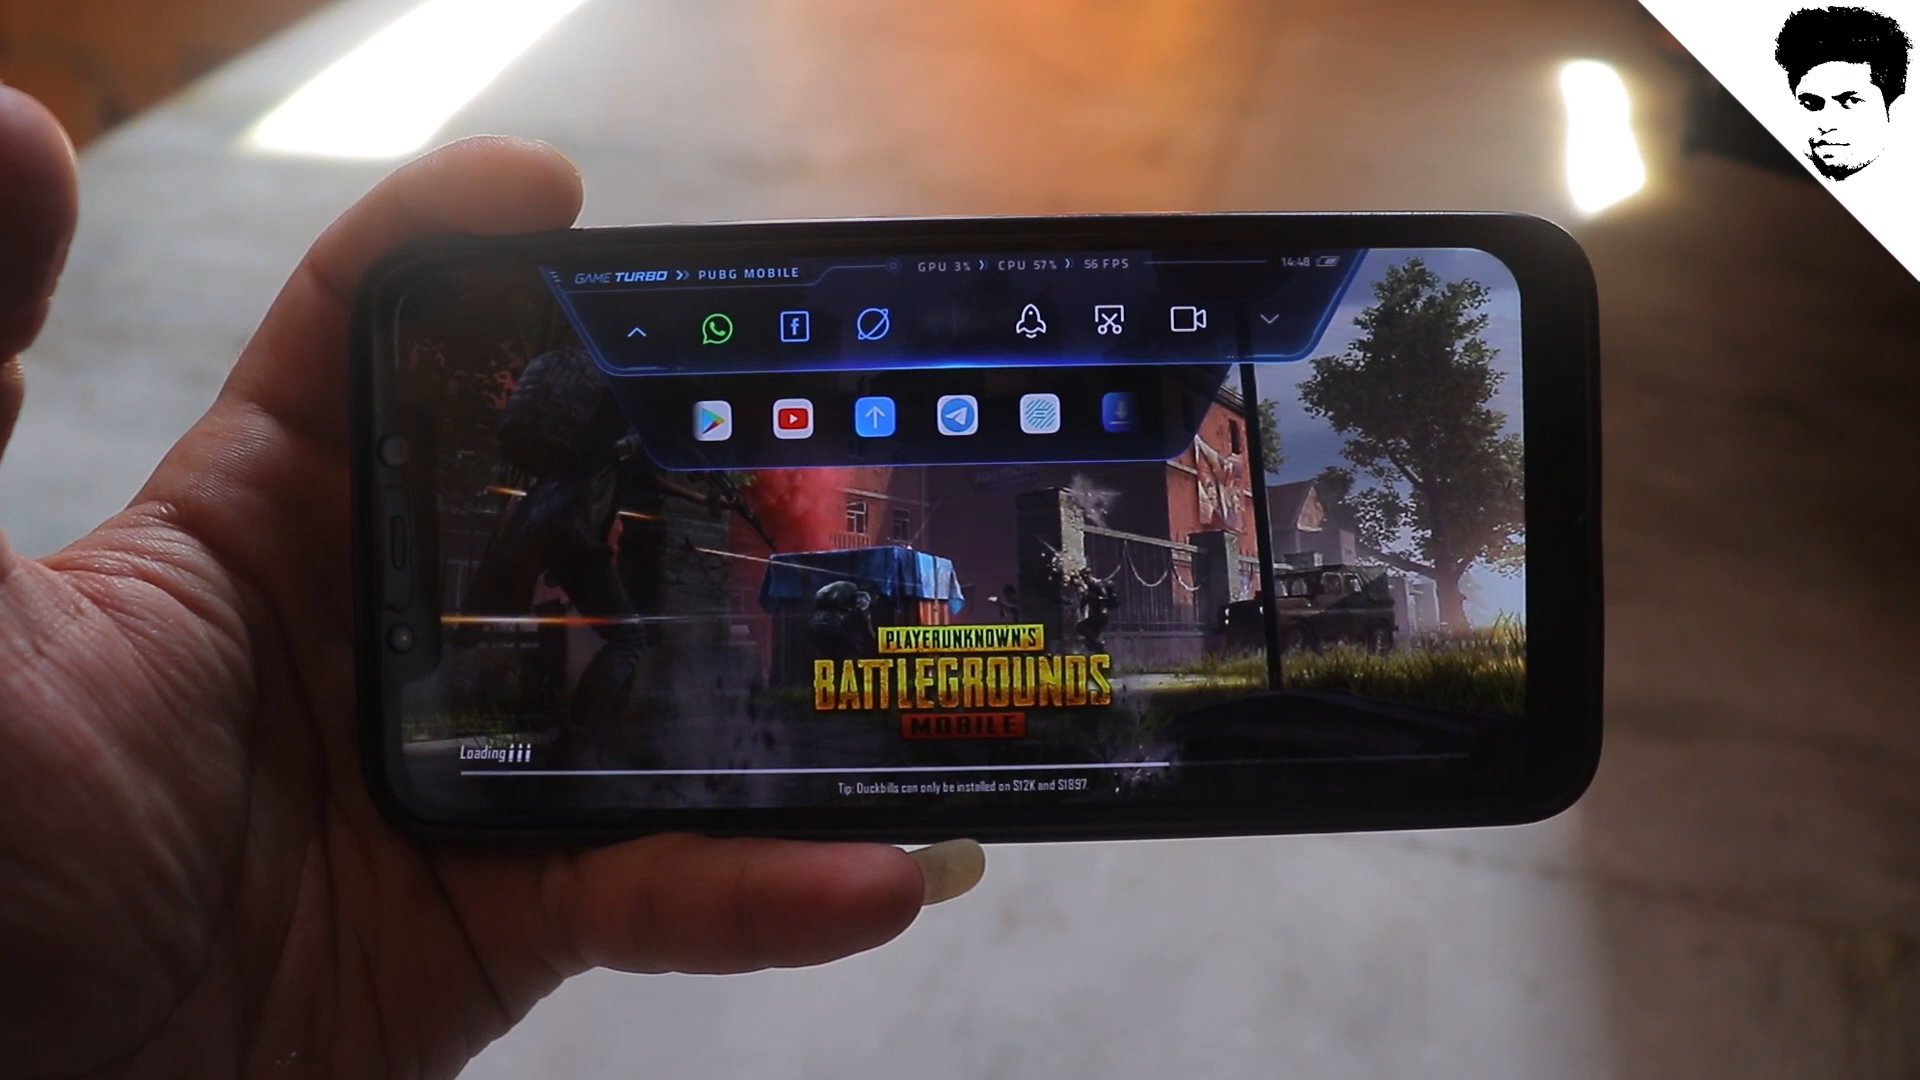 GAME TURBO >> PUBG MOBILE
GPU 3% CPU 57% 56 FPS
14:48
PLAYERUNKNOWN'S
BATTLEGROUNDS
MOBILE
Loading
Tip: Duckbills can only be installed on S12K and S1897.